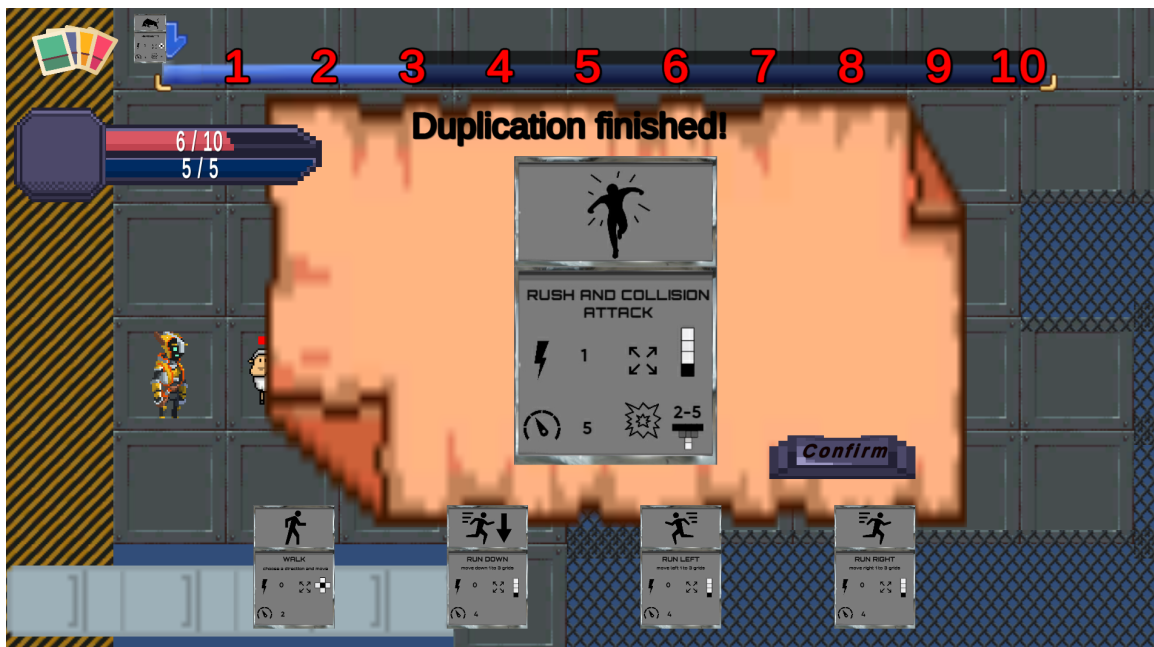 1 2 3 4 5 6 7 8 9 10
Duplication finished!
6 / 10
5 / 5
RUSH AND COLLISION
ATTACK
1
2-5
5
Confirm
WALK
choose a direction and move
0
2
RUN DOWN
move down 1 to 3 grids
0
4
RUN LEFT
move left 1 to 3 grids
0
4
RUN RIGHT
move right 1 to 3 grids
0
4